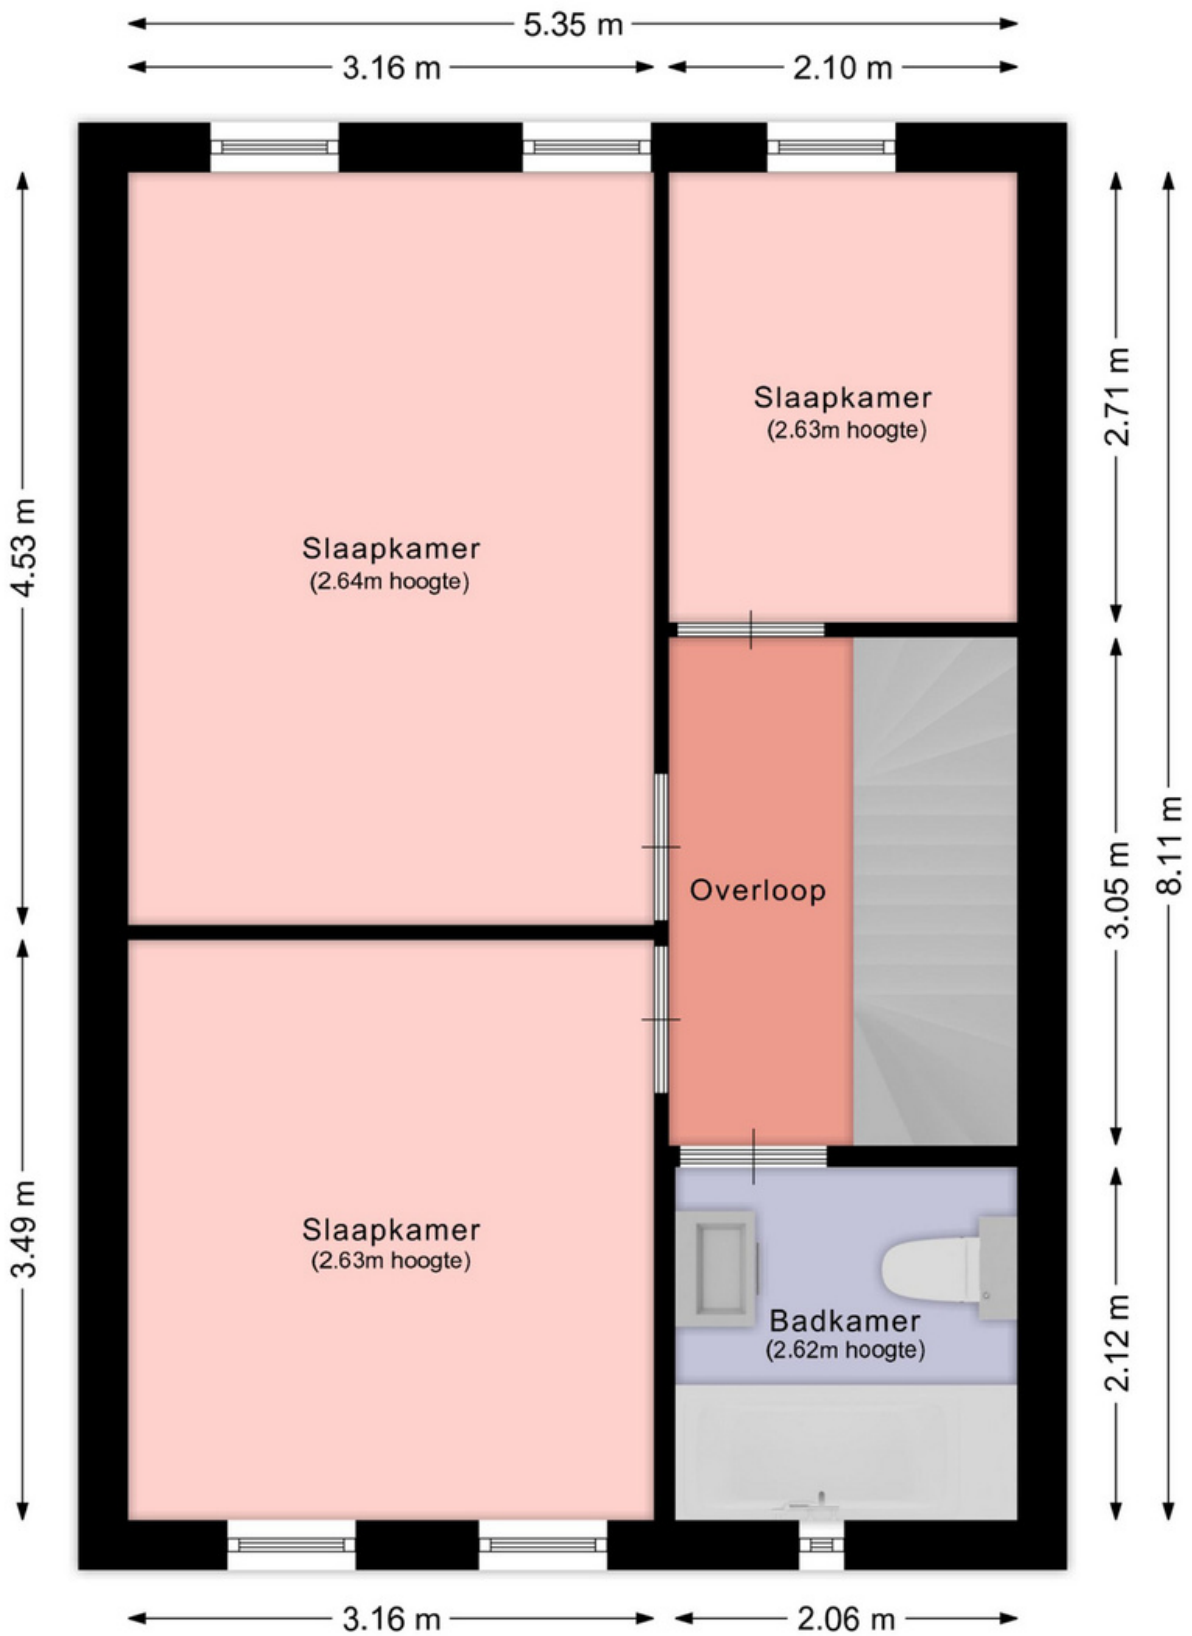 5.35 m
3.16 m
2.10 m
4.53 m
2.71 m
Slaapkamer
(2.63m hoogte)
Slaapkamer
(2.64m hoogte)
8.11 m
3.05 m
Overloop
3.49 m
Slaapkamer
(2.63m hoogte)
Badkamer
(2.62m hoogte)
2.12 m
3.16 m
2.06 m